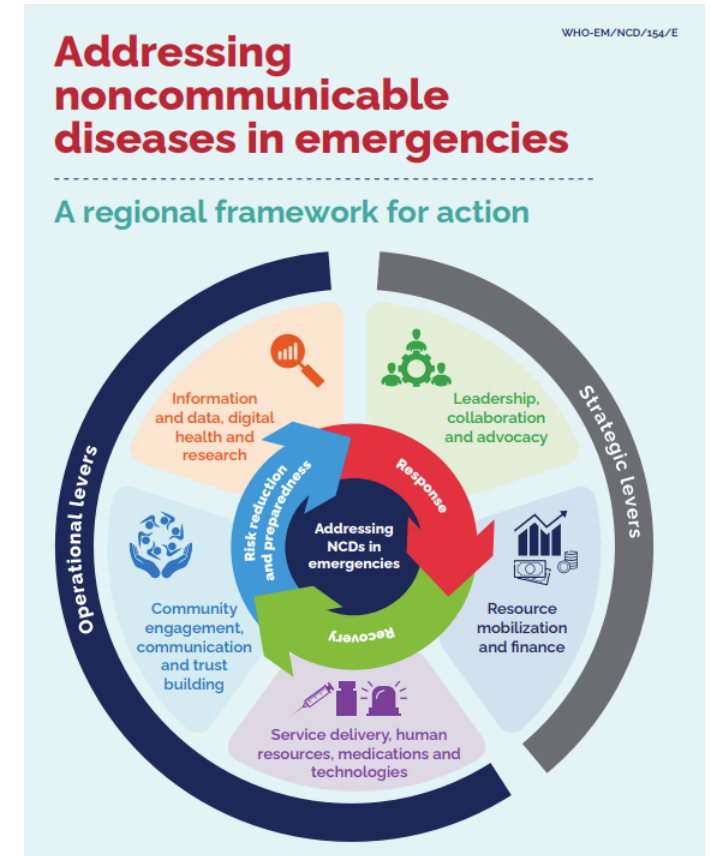 WHO-EM/NCD/154/E
Addressing
noncommunicable
diseases in emergencies
A regional framework for action
Operational levers
Strategic levers
Information
and data, digital
health and
research
Leadership,
collaboration
and advocacy
Risk reduction
and preparedness
Response
Addressing
NCDs in
emergencies
Recovery
Community
engagement,
communication
and trust
building
Resource
mobilization
and finance
Service delivery, human
resources, medications and
technologies